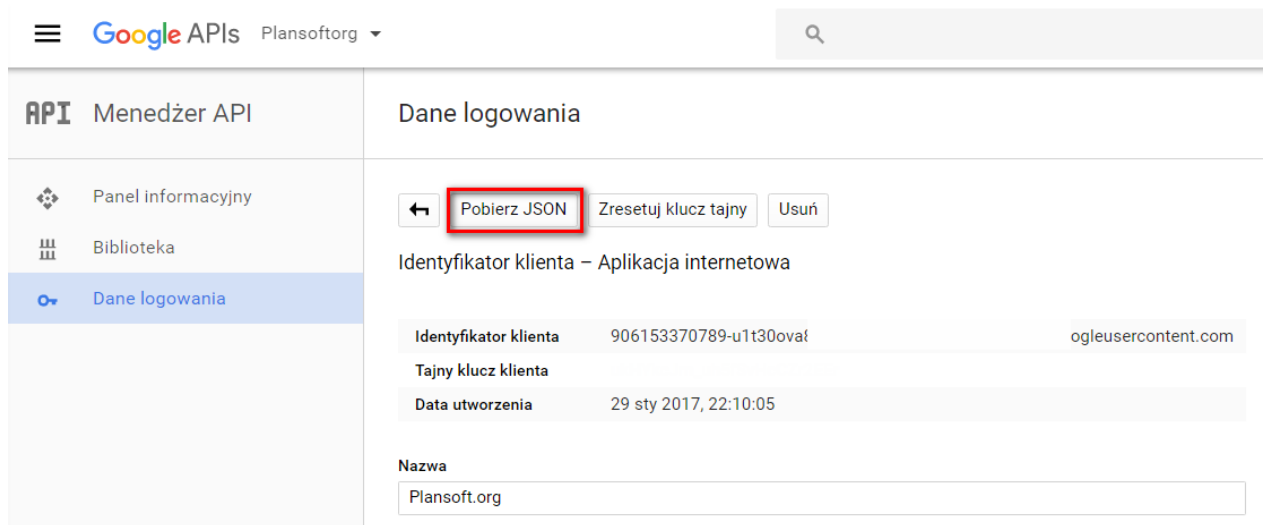 Google APIs Plansoftorg
API Menedżer API
Dane logowania
Panel informacyjny
Biblioteka
Dane logowania
Pobierz JSON Zresetuj klucz tajny Usuń
Identyfikator klienta – Aplikacja internetowa
Identyfikator klienta 906153370789-u1t30ova ogleusercontent.com
Tajny klucz klienta
Data utworzenia 29 sty 2017, 22:10:05
Nazwa
Plansoft.org